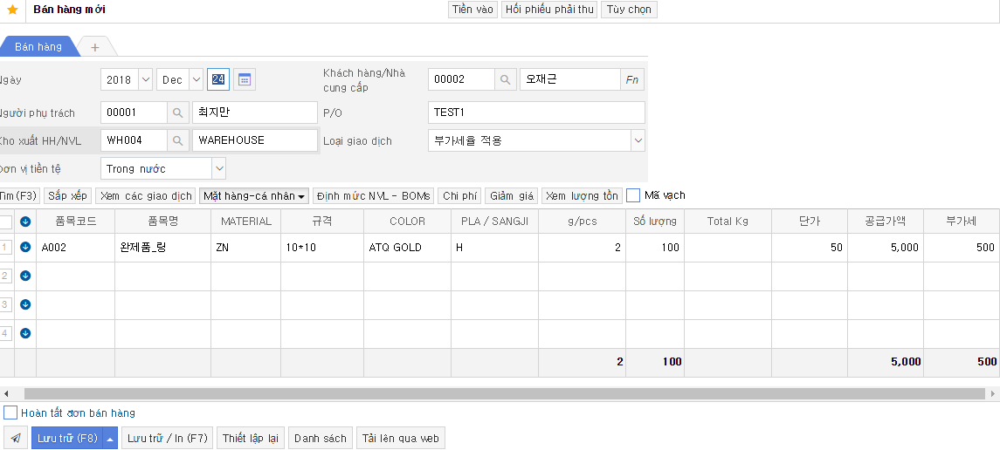 Bán hàng mới Tiền vào Hối phiếu phải thu Tùy chọn
Bán hàng +
Ngày 2018 Dec 24 Khách hàng/Nhà cung cấp 00002 오재근 Fn
Người phụ trách 00001 최지만 P/O TEST1
Kho xuất HH/NVL WH004 WAREHOUSE Loại giao dịch 부가세율 적용
Đơn vị tiền tệ Trong nước
Tìm (F3) Sắp xếp Xem các giao dịch Mặt hàng-cá nhân Định mức NVL - BOMs Chi phí Giảm giá Xem lượng tồn Mã vạch
품목코드 품목명 MATERIAL 규격 COLOR PLA / SANGJI g/pcs Số lượng Total Kg 단가 공급가액 부가세
1 A002 완제품_링 ZN 10*10 ATQ GOLD H 2 100 50 5,000 500
2
3
4
2 100 5,000 500
Hoàn tất đơn bán hàng
Lưu trữ (F8) Lưu trữ / In (F7) Thiết lập lại Danh sách Tải lên qua web